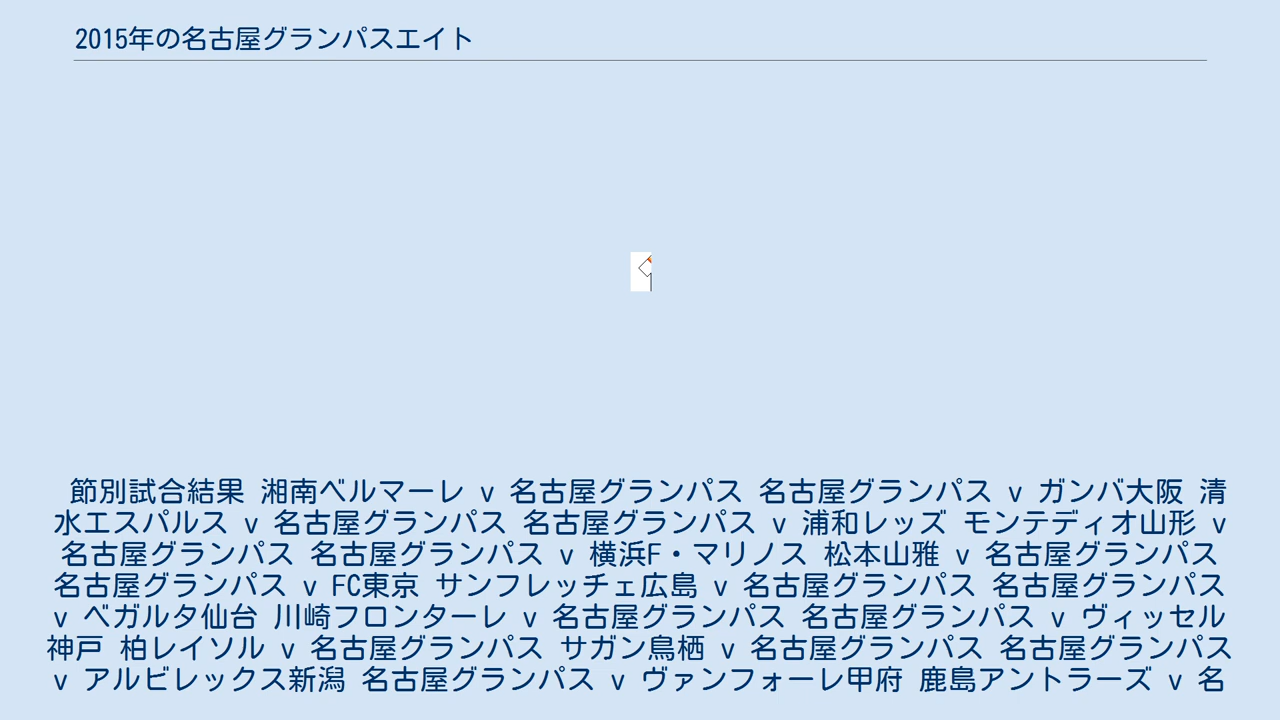 2015年の名古屋グランパスエイト
節別試合結果 湘南ベルマーレ v 名古屋グランパス 名古屋グランパス v ガンバ大阪 清
水エスパルス v 名古屋グランパス 名古屋グランパス v 浦和レッズ モンテディオ山形 v
名古屋グランパス 名古屋グランパス v 横浜F・マリノス 松本山雅 v 名古屋グランパス
名古屋グランパス v FC東京 サンフレッチェ広島 v 名古屋グランパス 名古屋グランパス
v ベガルタ仙台 川崎フロンターレ v 名古屋グランパス 名古屋グランパス v ヴィッセル
神戸 柏レイソル v 名古屋グランパス サガン鳥栖 v 名古屋グランパス 名古屋グランパス
v アルビレックス新潟 名古屋グランパス v ヴァンフォーレ甲府 鹿島アントラーズ v 名